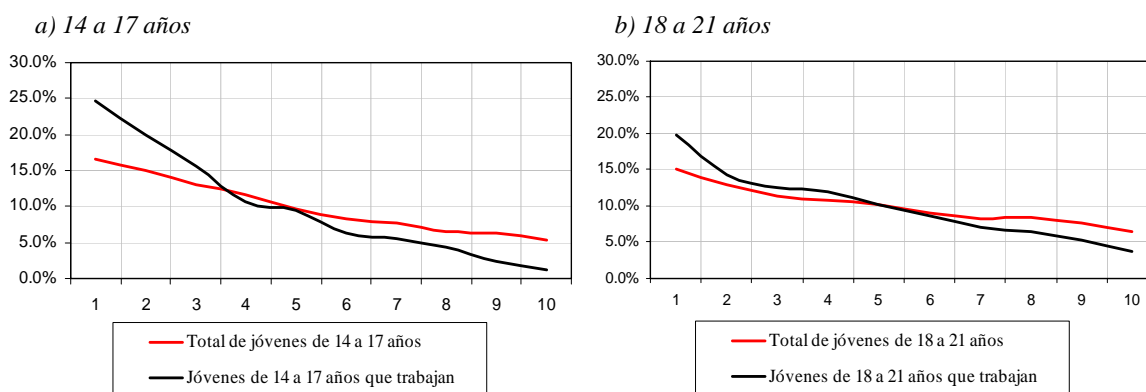 a) 14 a 17 años
30.0%
25.0%
20.0%
15.0%
10.0%
5.0%
0.0%
1 2 3 4 5 6 7 8 9 10
Total de jóvenes de 14 a 17 años
Jóvenes de 14 a 17 años que trabajan
b) 18 a 21 años
30.0%
25.0%
20.0%
15.0%
10.0%
5.0%
0.0%
1 2 3 4 5 6 7 8 9 10
Total de jóvenes de 18 a 21 años
Jóvenes de 18 a 21 años que trabajan